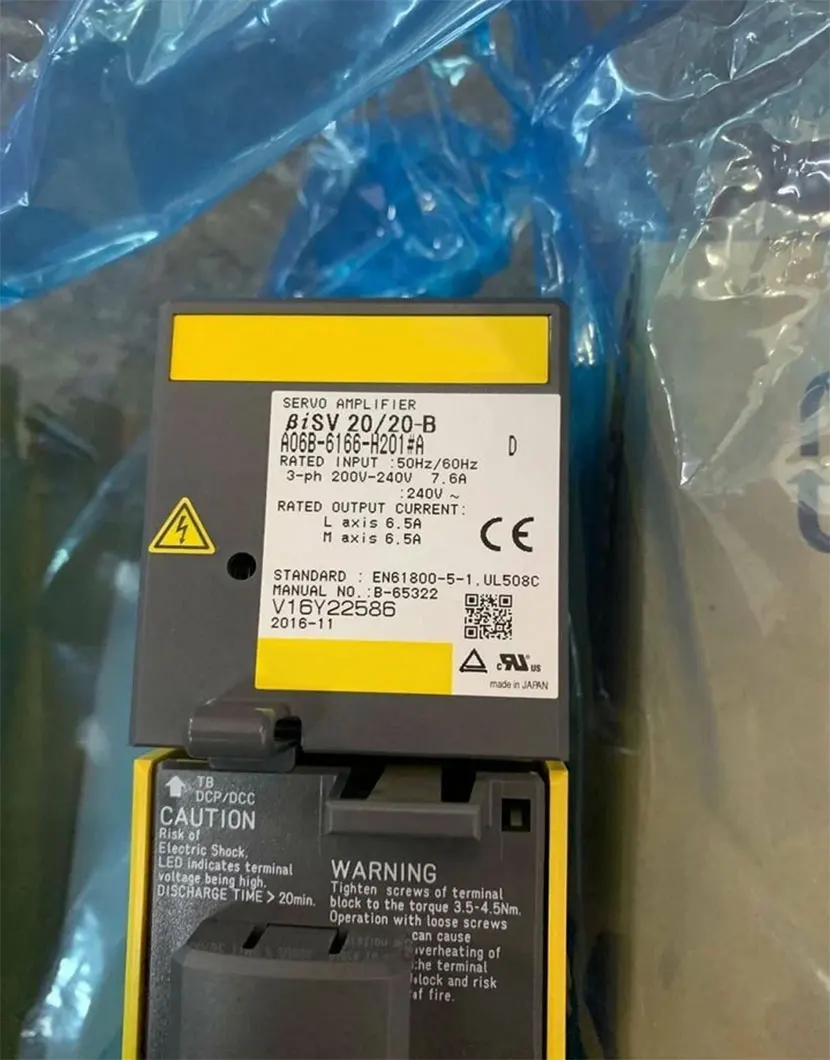 SERVO AMPLIFIER
βiSV 20/20-B
A06B-6166-H201#A D
RATED INPUT :50Hz/60Hz
3-ph 200V-240V 7.6A
:240V ~
RATED OUTPUT CURRENT:
L axis 6.5A
M axis 6.5A
CE
STANDARD : EN61800-5-1,UL508C
MANUAL NO.:B-65322
V16Y22586
2016-11
c RU us
made in JAPAN
TB
DCP/DCC
CAUTION
Risk of
Electric Shock.
LED indicates terminal
voltage being high.
DISCHARGE TIME > 20min.
WARNING
Tighten screws of terminal
block to the torque 3.5-4.5Nm.
Operation with loose screws
can cause
verheating of
the terminal
lock and risk
of fire.